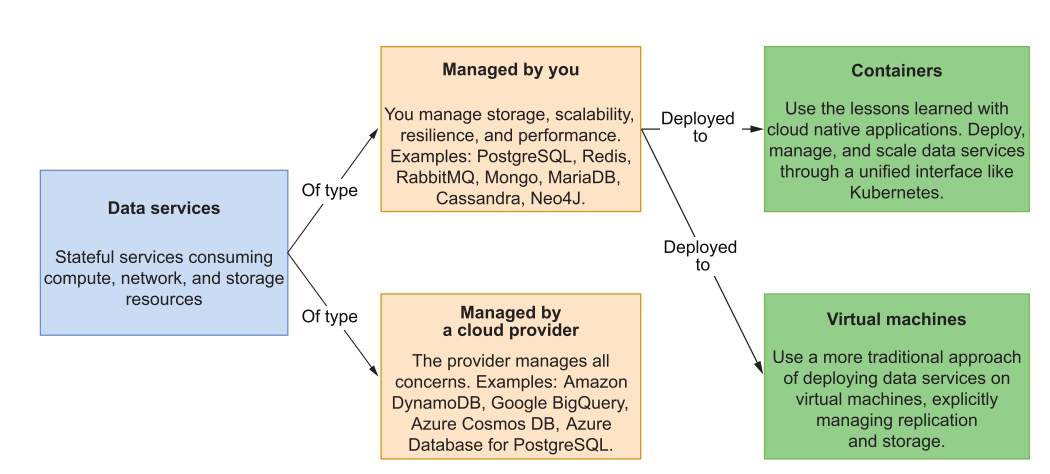 Data services
Stateful services consuming
compute, network, and storage
resources
Of type
Of type
Managed by you
You manage storage, scalability,
resilience, and performance.
Examples: PostgreSQL, Redis,
RabbitMQ, Mongo, MariaDB,
Cassandra, Neo4J.
Managed by
a cloud provider
The provider manages all
concerns. Examples: Amazon
DynamoDB, Google BigQuery,
Azure Cosmos DB, Azure
Database for PostgreSQL.
Deployed
to
Deployed
to
Containers
Use the lessons learned with
cloud native applications. Deploy,
manage, and scale data services
through a unified interface like
Kubernetes.
Virtual machines
Use a more traditional approach
of deploying data services on
virtual machines, explicitly
managing replication
and storage.